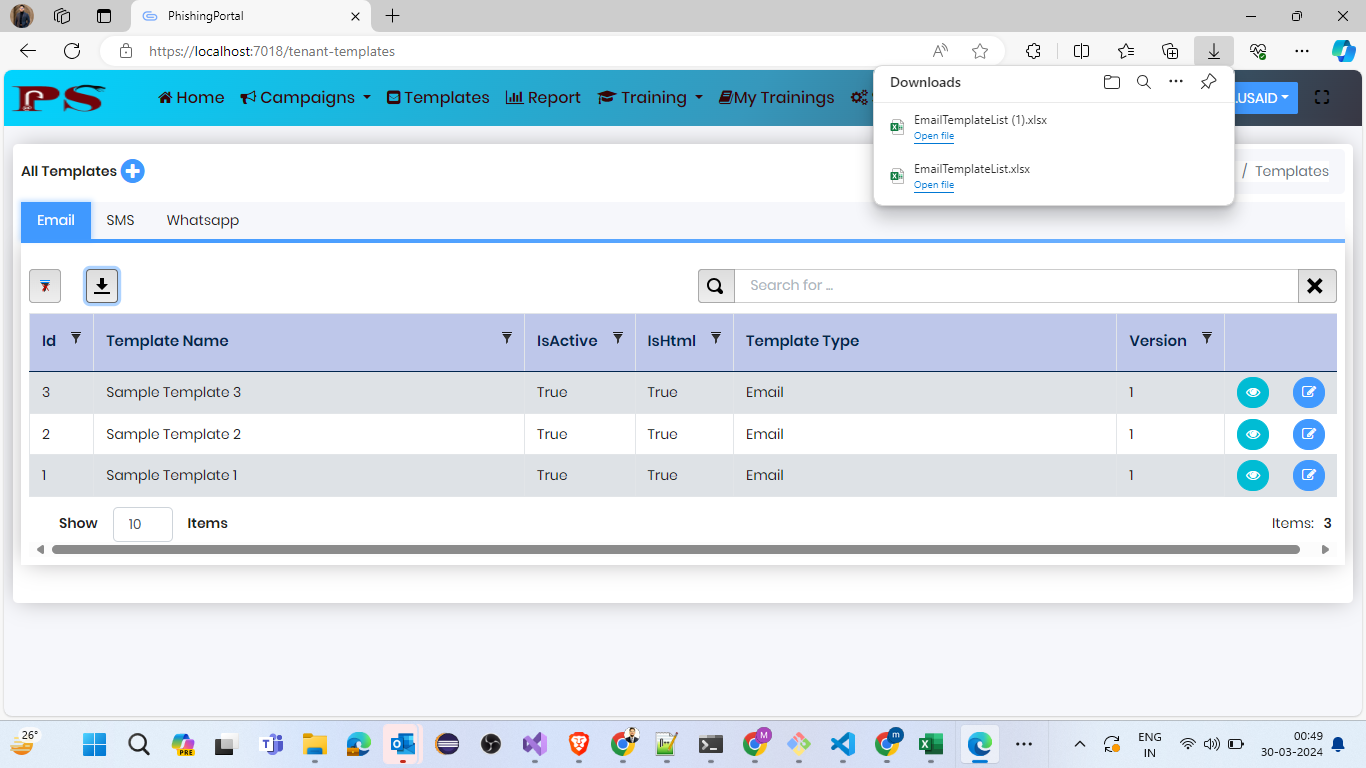 PhishingPortal
https://localhost:7018/tenant-templates
Downloads
EmailTemplateList (1).xlsx
Open file
EmailTemplateList.xlsx
Open file
PS
Home
Campaigns
Templates
Report
Training
My Trainings
USAID
All Templates
/ Templates
Email
SMS
Whatsapp
Search for ...
Id
Template Name
IsActive
IsHtml
Template Type
Version
3
Sample Template 3
True
True
Email
1
2
Sample Template 2
True
True
Email
1
1
Sample Template 1
True
True
Email
1
Show
10
Items
Items: 3
26°
PRE
M
m
ENG
IN
00:49
30-03-2024